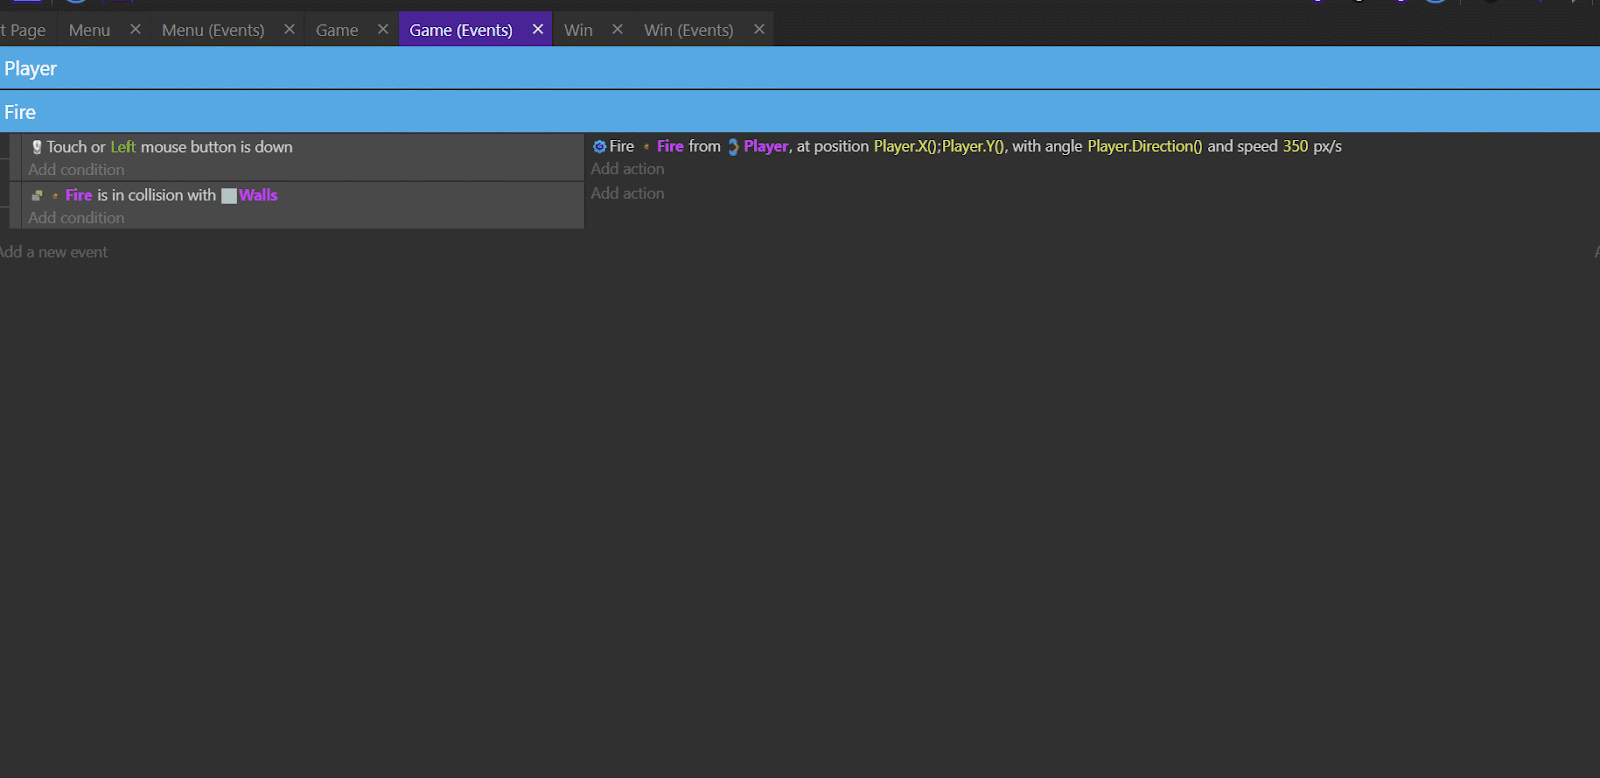 t Page Menu Menu (Events) Game Game (Events) Win Win (Events)
Player
Fire
Touch or Left mouse button is down
Add condition
Fire Fire from Player, at position Player.X();Player.Y(), with angle Player.Direction() and speed 350 px/s
Add action
Fire is in collision with Walls
Add condition
Add action
Add a new event